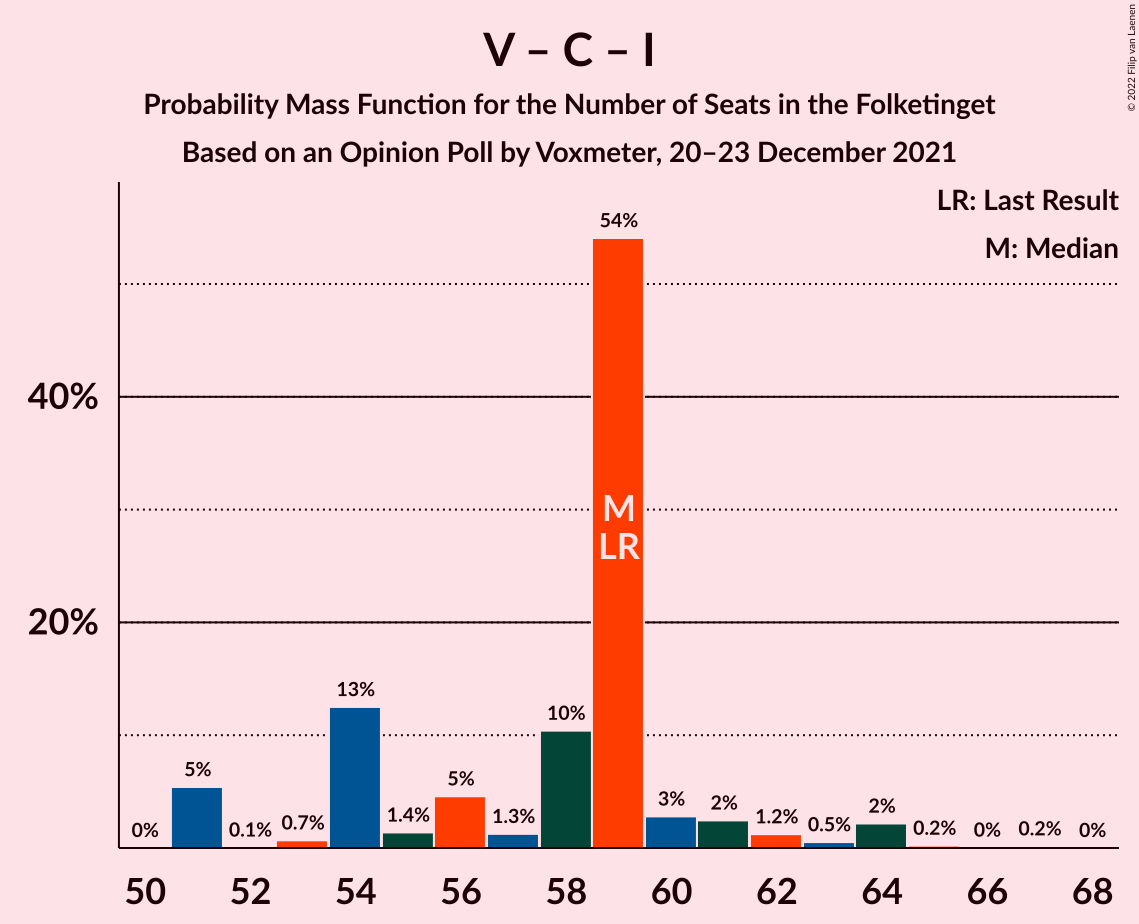 V – C – I
Probability Mass Function for the Number of Seats in the Folketinget
Based on an Opinion Poll by Voxmeter, 20–23 December 2021
© 2022 Filip van Laenen
LR: Last Result
M: Median
40%
20%
0%
5%
0.1%
0.7%
13%
1.4%
5%
1.3%
10%
54%
M
LR
3%
2%
1.2%
0.5%
2%
0.2%
0%
0.2%
0%
50 52 54 56 58 60 62 64 66 68